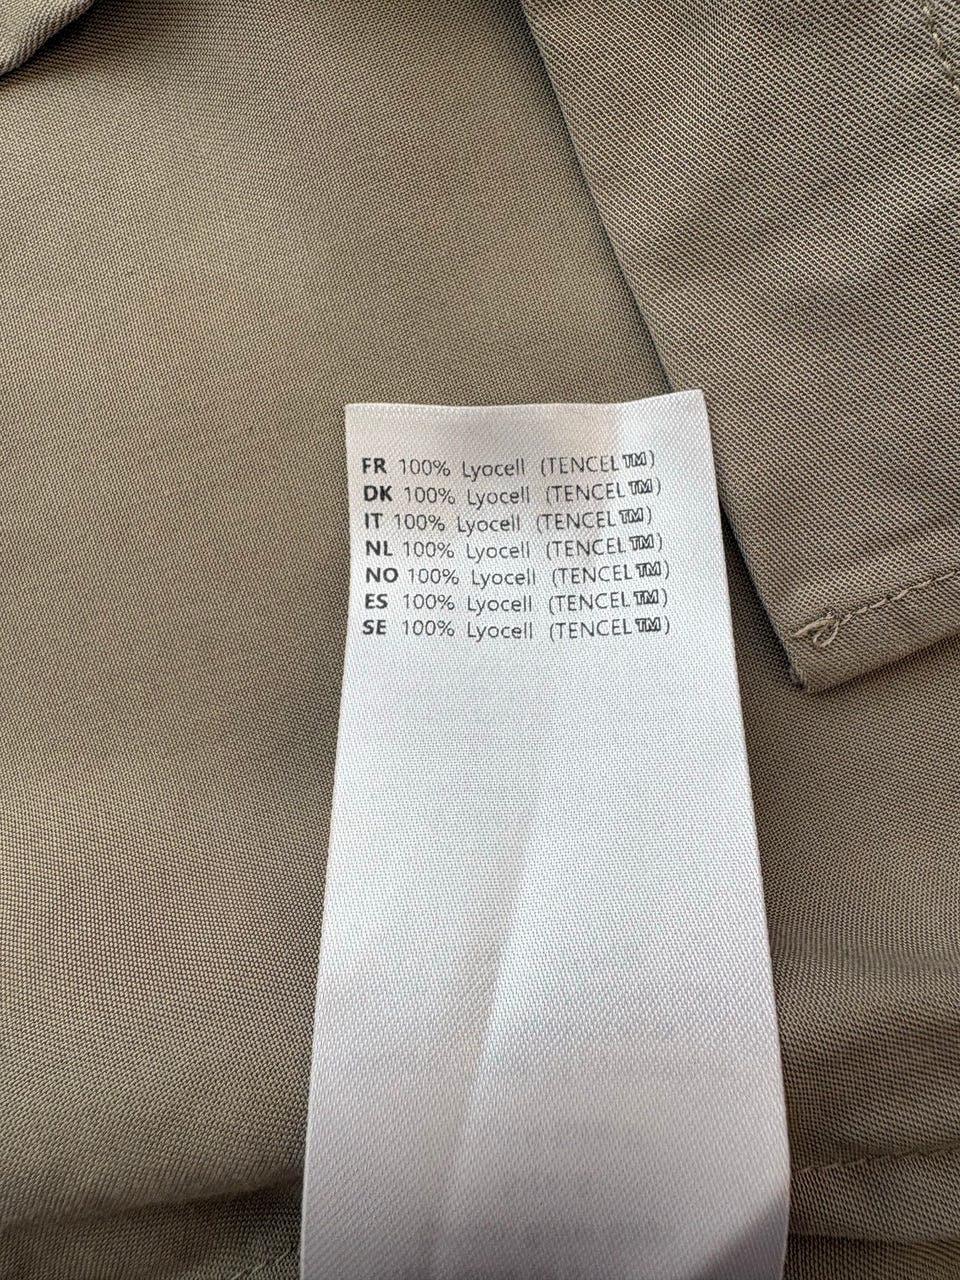 FR 100% Lyocell (TENCEL™)
DK 100% Lyocell (TENCEL™)
IT 100% Lyocell (TENCEL™)
NL 100% Lyocell (TENCEL™)
NO 100% Lyocell (TENCEL™)
ES 100% Lyocell (TENCEL™)
SE 100% Lyocell (TENCEL™)